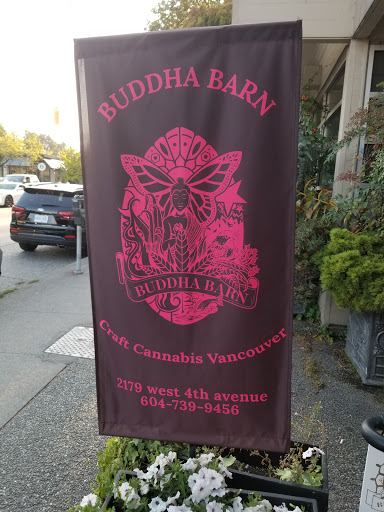 BUDDHA BARN
BUDDHA BARN
Craft Cannabis Vancouver
2179 west 4th avenue
604-739-9456